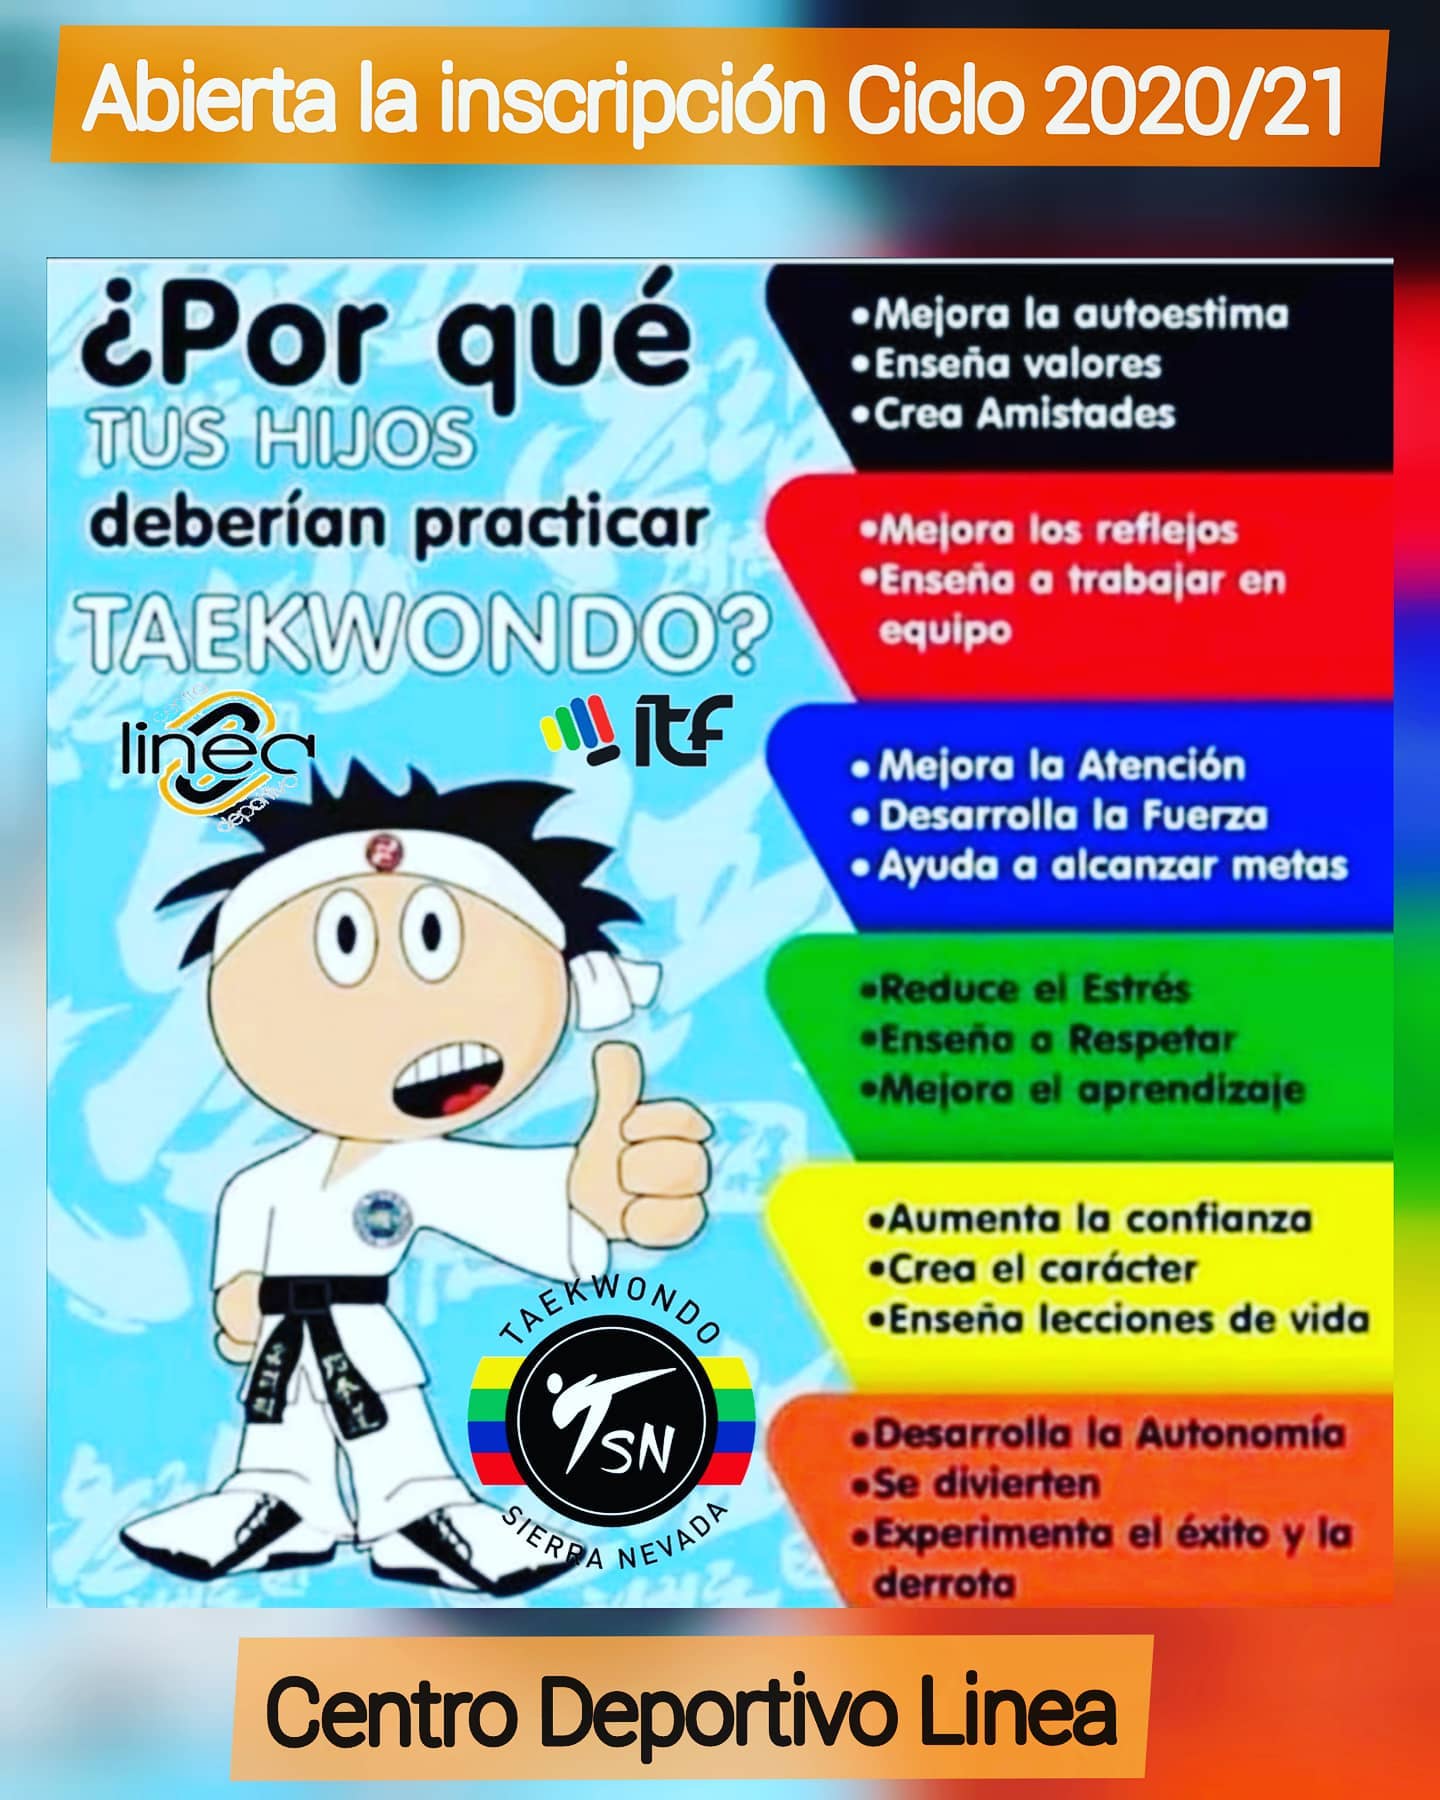 Abierta la inscripción Ciclo 2020/21
¿Por qué
TUS HIJOS
deberían practicar
TAEKWONDO?
linea
deportivo
itf
•Mejora la autoestima
•Enseña valores
•Crea Amistades
•Mejora los reflejos
•Enseña a trabajar en
equipo
• Mejora la Atención
• Desarrolla la Fuerza
• Ayuda a alcanzar metas
•Reduce el Estrés
•Enseña a Respetar
•Mejora el aprendizaje
•Aumenta la confianza
•Crea el carácter
•Enseña lecciones de vida
•Desarrolla la Autonomía
•Se divierten
•Experimenta el éxito y la
derrota
TAEKWONDO
TSN
SIERRA NEVADA
Centro Deportivo Linea